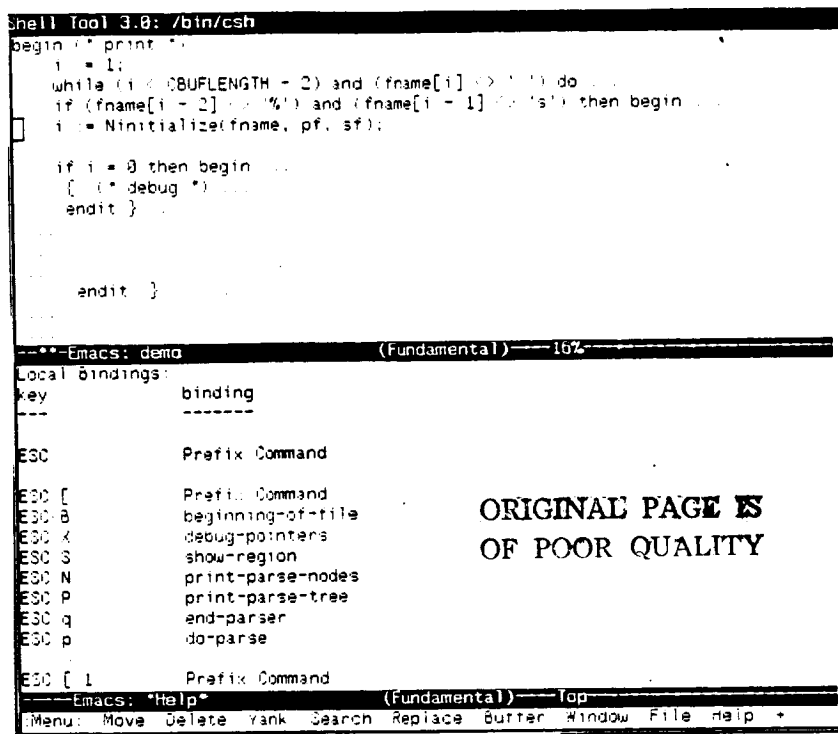 Shell Tool 3.0: /bin/csh
begin (* print *)
i = 1;
while (i < CBUFLENGTH - 2) and (fname[i] <> ' ') do ...
if (fname[i - 2] <> '%') and (fname[i - 1] <> 's') then begin ...
i := Ninitialize(fname, pf, sf);
if i = 0 then begin ...
{ (* debug *) ...
endit } ...
...
...
endit }
...
...
--**-Emacs: demo (Fundamental)----16%--------
Local Bindings:
key binding
--- -------
ESC Prefix Command
ESC [ Prefix Command
ESC B beginning-of-file
ESC X debug-pointers
ESC S show-region
ESC N print-parse-nodes
ESC P print-parse-tree
ESC q end-parser
ESC p do-parse
ORIGINAL PAGE IS
OF POOR QUALITY
ESC [ 1 Prefix Command
-----Emacs: *Help* (Fundamental)----Top--------
:Menu: Move Delete Yank Search Replace Buffer Window File Help +